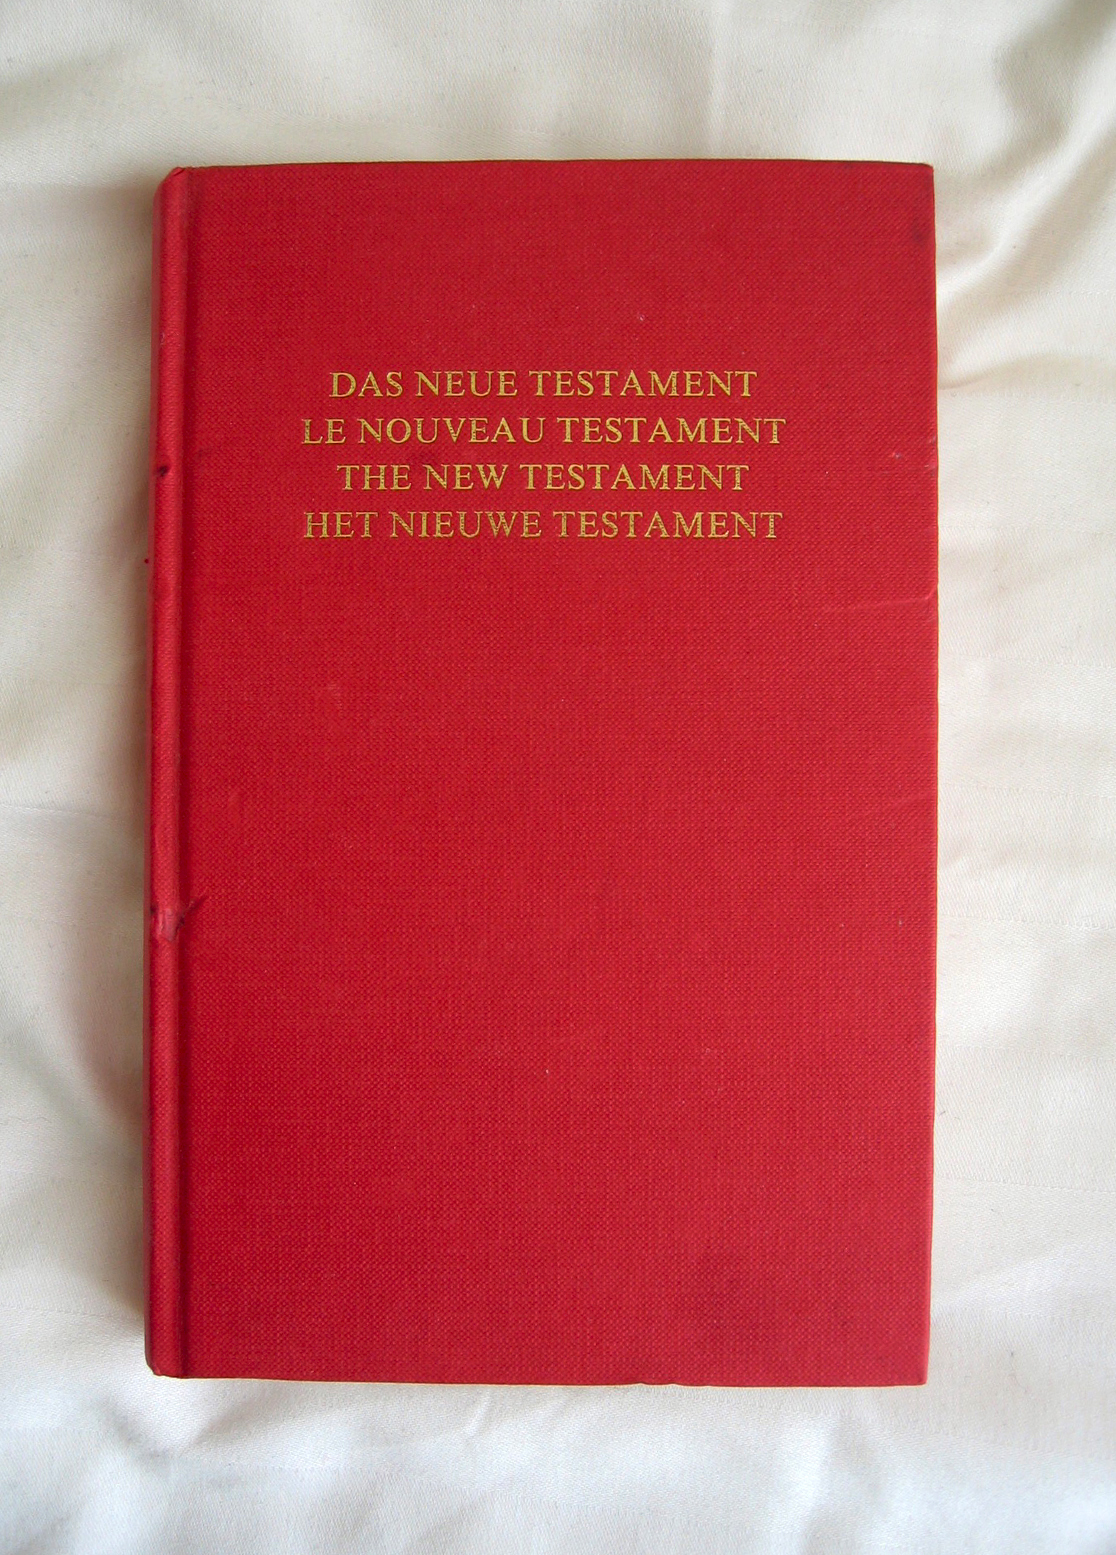 DAS NEUE TESTAMENT
LE NOUVEAU TESTAMENT
THE NEW TESTAMENT
HET NIEUWE TESTAMENT